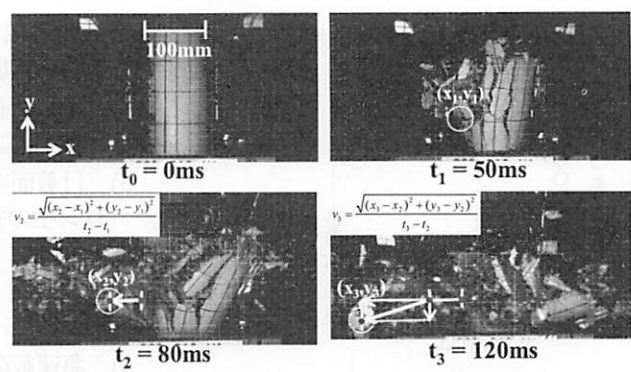 100mm
y
x
t₀ = 0ms
(x₁,y₁)
t₁ = 50ms
v₂ = √((x₂ − x₁)² + (y₂ − y₁)²) / (t₂ − t₁)
(x₂,y₂)
t₂ = 80ms
v₃ = √((x₃ − x₂)² + (y₃ − y₂)²) / (t₃ − t₂)
(x₃,y₃)
t₃ = 120ms